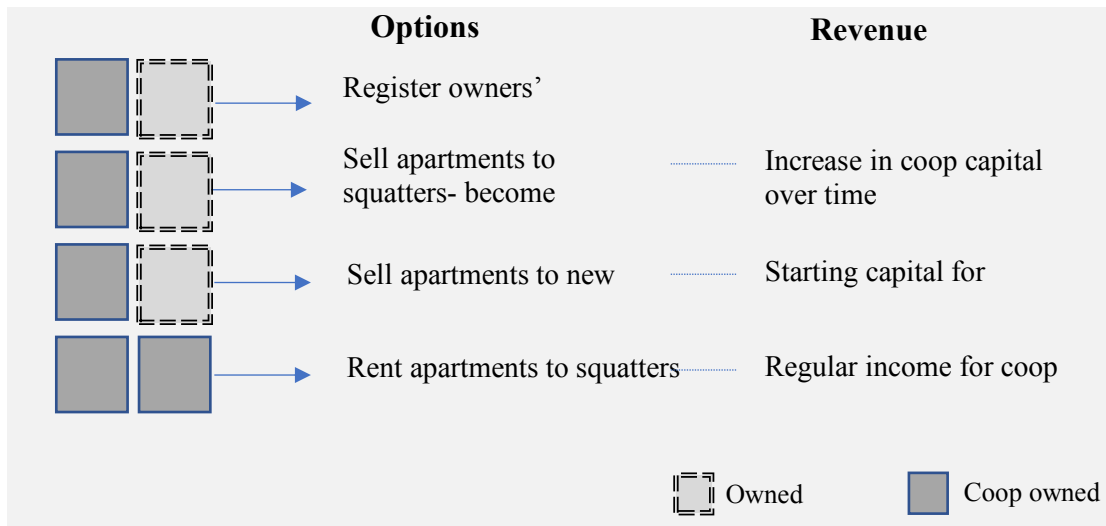 Options
Revenue
Register owners’
Sell apartments to
squatters- become
Increase in coop capital
over time
Sell apartments to new
Starting capital for
Rent apartments to squatters
Regular income for coop
Owned
Coop owned